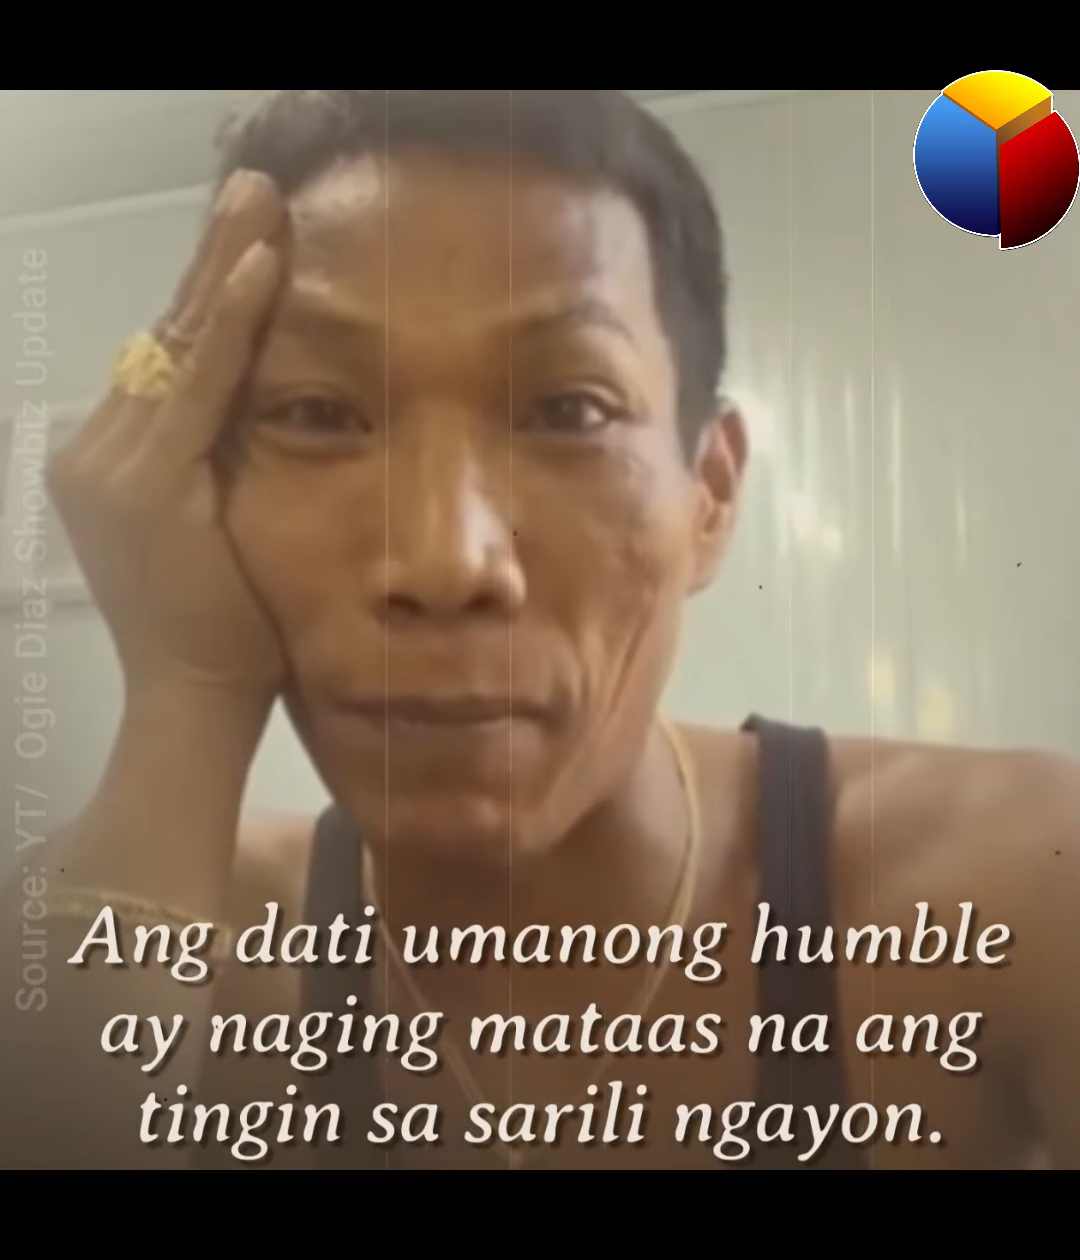 Source: YT/ Ogie Diaz Showbiz Update
Ang dati umanong humble
ay naging mataas na ang
tingin sa sarili ngayon.